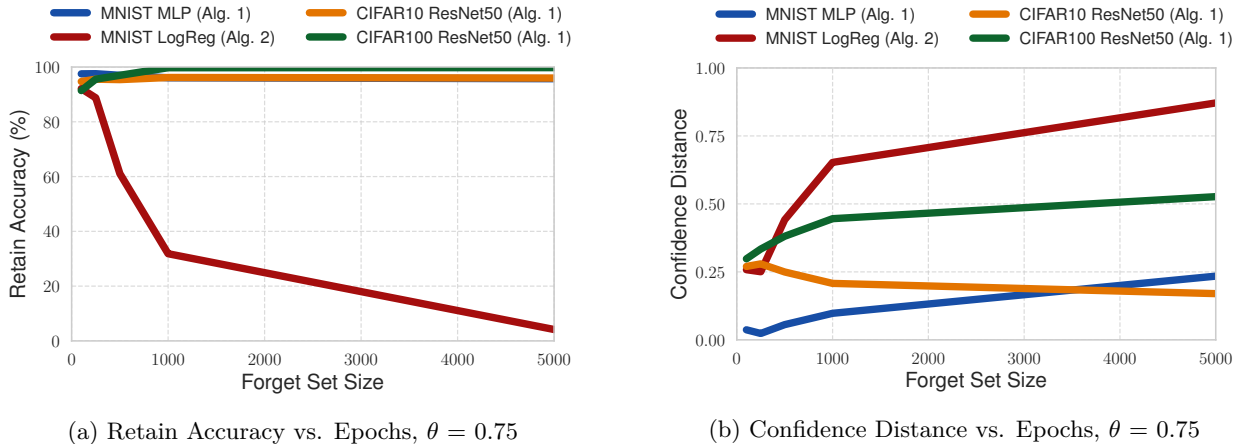 MNIST MLP (Alg. 1) CIFAR10 ResNet50 (Alg. 1)
MNIST LogReg (Alg. 2) CIFAR100 ResNet50 (Alg. 1)
100
80
60
40
20
0
Retain Accuracy (%)
0 1000 2000 3000 4000 5000
Forget Set Size
(a) Retain Accuracy vs. Epochs, θ = 0.75
MNIST MLP (Alg. 1) CIFAR10 ResNet50 (Alg. 1)
MNIST LogReg (Alg. 2) CIFAR100 ResNet50 (Alg. 1)
1.00
0.75
0.50
0.25
0.00
Confidence Distance
0 1000 2000 3000 4000 5000
Forget Set Size
(b) Confidence Distance vs. Epochs, θ = 0.75